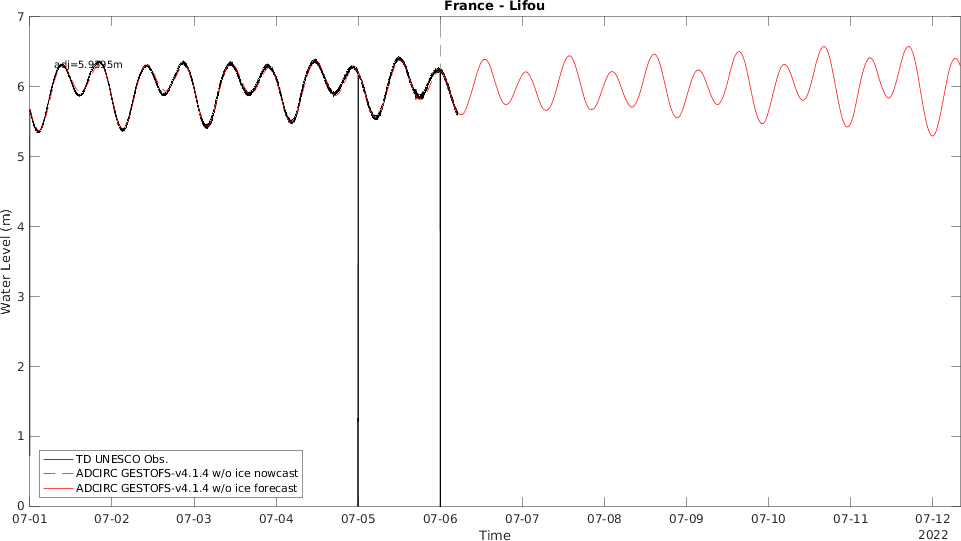 France - Lifou
7
6
5
4
3
2
1
0
Water Level (m)
TD UNESCO Obs.
ADCIRC GESTOFS-v4.1.4 w/o ice nowcast
ADCIRC GESTOFS-v4.1.4 w/o ice forecast
07-01 07-02 07-03 07-04 07-05 07-06 07-07 07-08 07-09 07-10 07-11 07-12
Time
2022